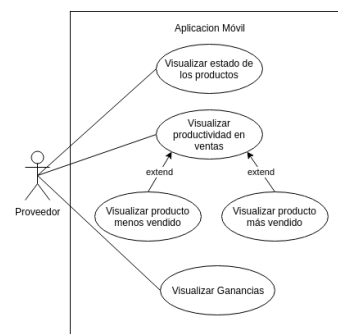 Aplicacion Móvil
Visualizar estado de
los productos
Visualizar
productividad en
ventas
extend
extend
Proveedor
Visualizar producto
menos vendido
Visualizar producto
más vendido
Visualizar Ganancias